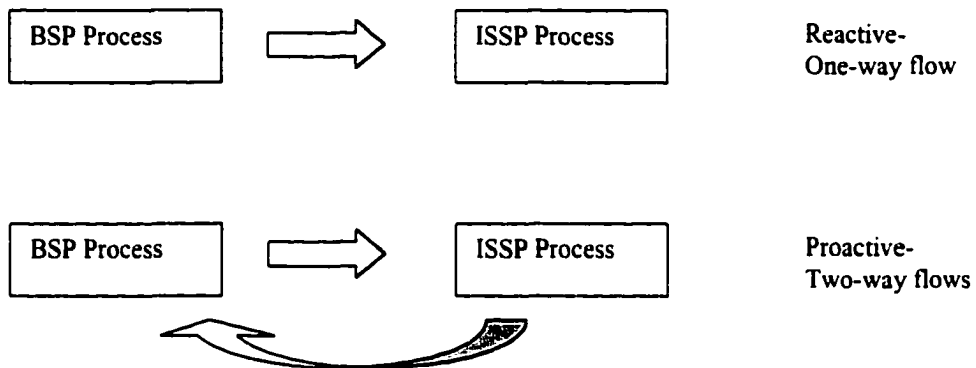 BSP Process
ISSP Process
Reactive-
One-way flow
BSP Process
ISSP Process
Proactive-
Two-way flows